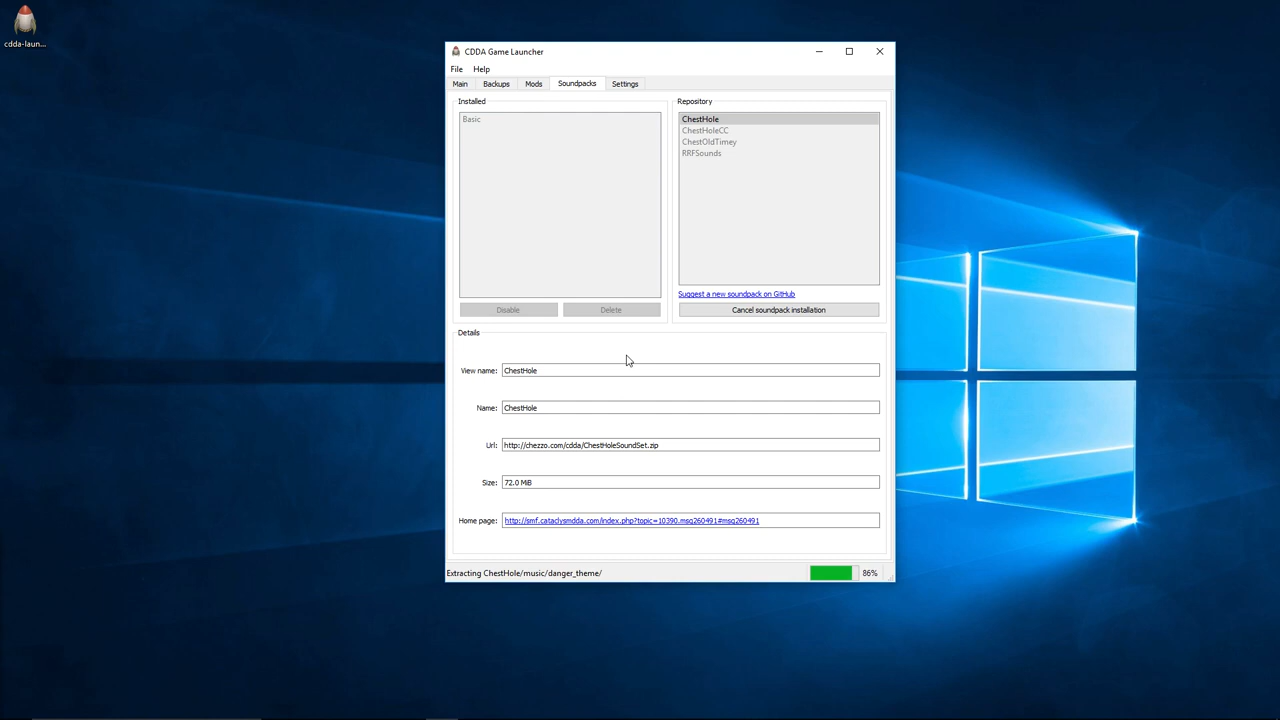 cdda-laun...
CDDA Game Launcher
File Help
Main Backups Mods Soundpacks Settings
Installed
Basic
Disable Delete
Repository
ChestHole
ChestHoleCC
ChestOldTimey
RRFSounds
Suggest a new soundpack on GitHub
Cancel soundpack installation
Details
View name: ChestHole
Name: ChestHole
Url: http://chezzo.com/cdda/ChestHoleSoundSet.zip
Size: 72.0 MiB
Home page: http://smf.cataclysmdda.com/index.php?topic=10390.msg260491#msg260491
Extracting ChestHole/music/danger_theme/ 86%